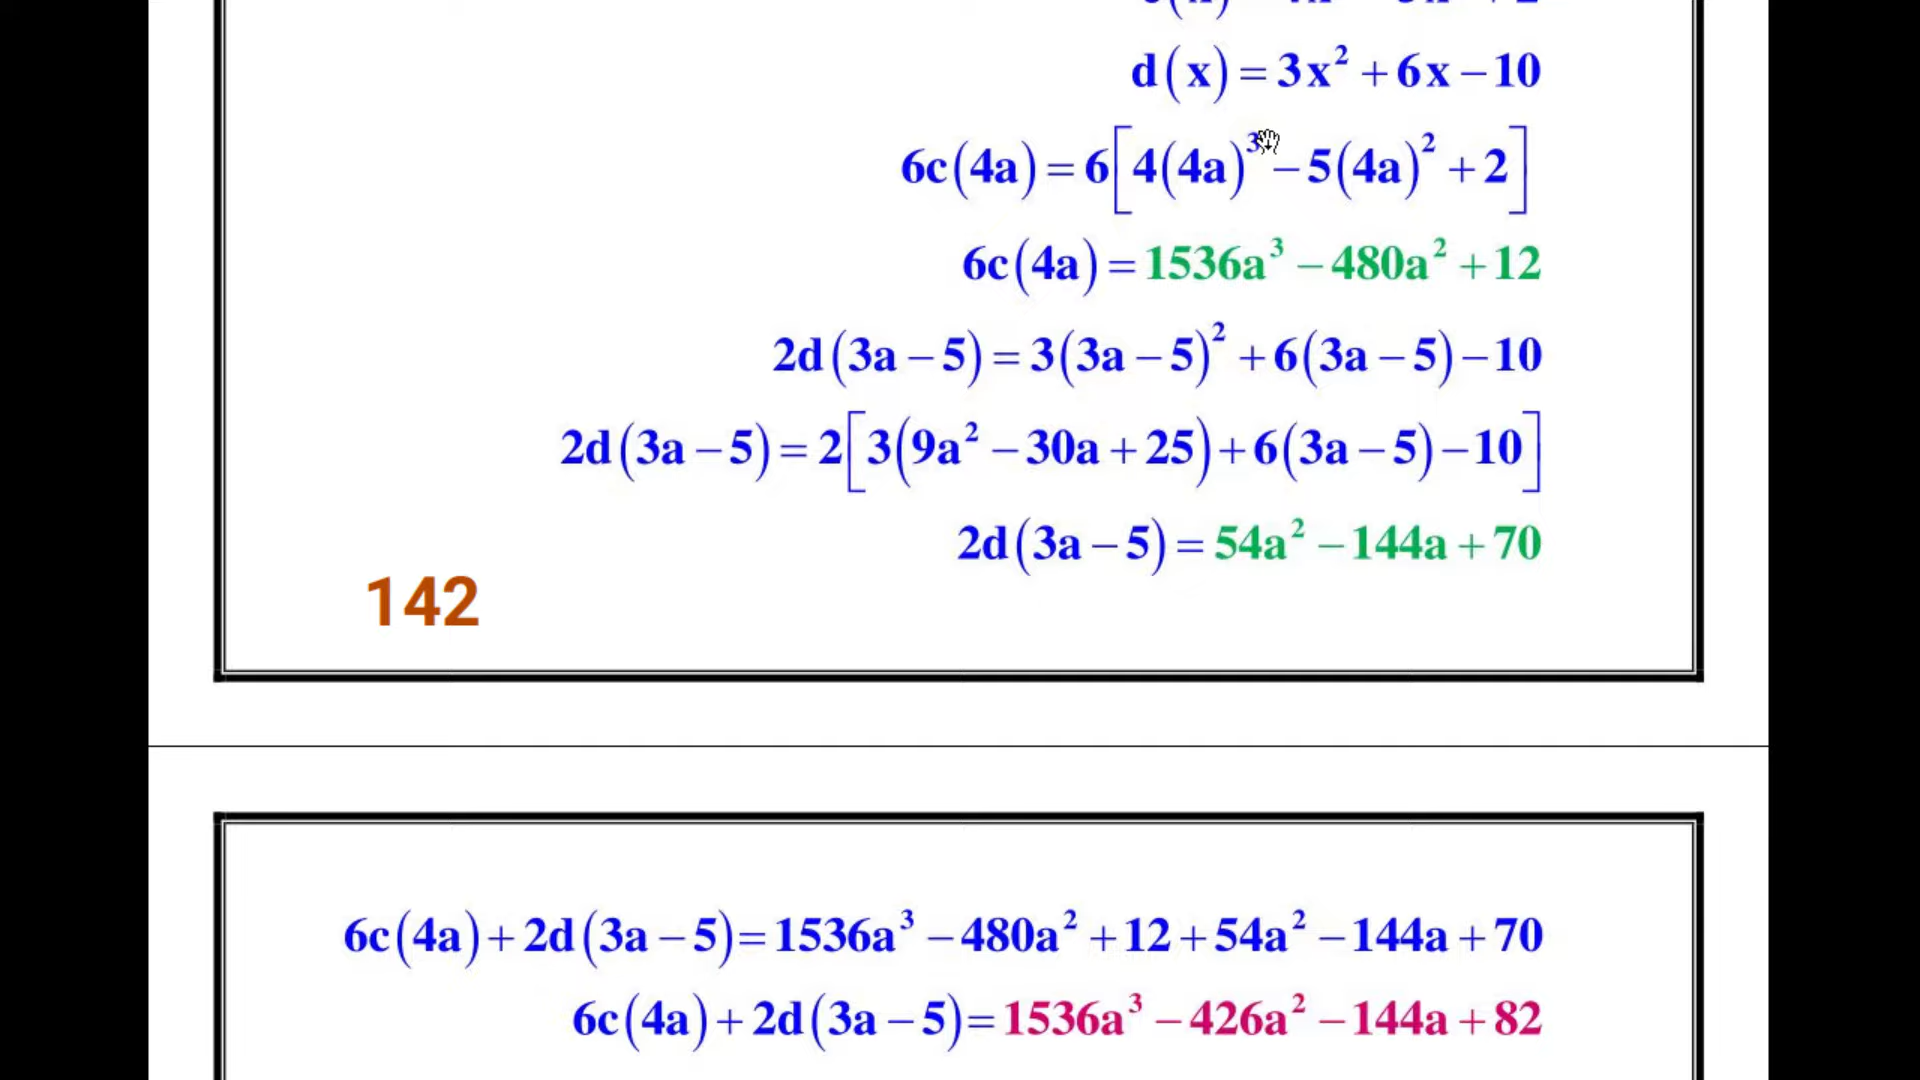 d(x) = 3x² + 6x − 10
6c(4a) = 6[4(4a)³ − 5(4a)² + 2]
6c(4a) = 1536a³ − 480a² + 12
2d(3a − 5) = 3(3a − 5)² + 6(3a − 5) − 10
2d(3a − 5) = 2[3(9a² − 30a + 25) + 6(3a − 5) − 10]
2d(3a − 5) = 54a² − 144a + 70
142
6c(4a) + 2d(3a − 5) = 1536a³ − 480a² + 12 + 54a² − 144a + 70
6c(4a) + 2d(3a − 5) = 1536a³ − 426a² − 144a + 82